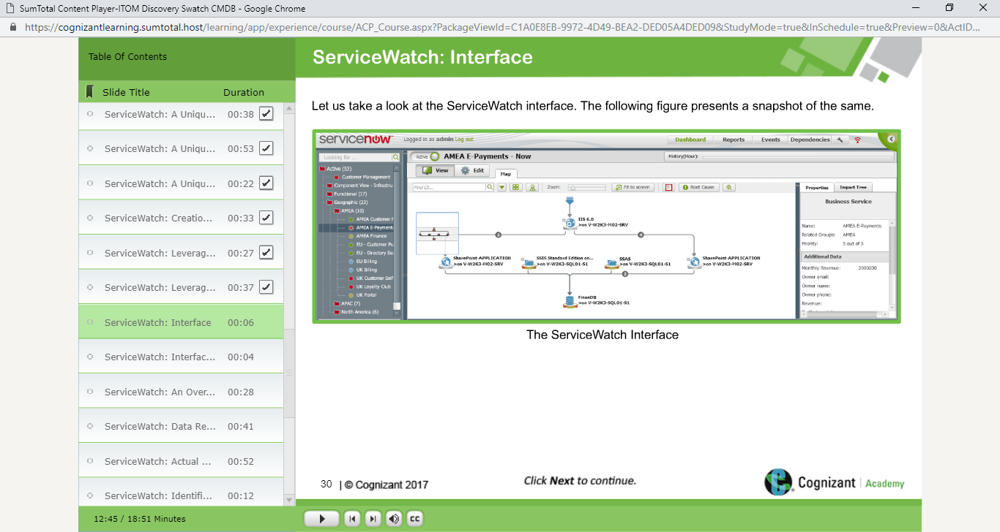 SumTotal Content Player-ITOM Discovery Swatch CMDB - Google Chrome
https://cognizantlearning.sumtotal.host/learning/app/experience/course/ACP_Course.aspx?PackageViewId=C1A0E8EB-9972-4D49-BEA2-DED05A4DED09&StudyMode=true&InSchedule=true&Preview=0&ActID...
Table Of Contents
Slide Title Duration
ServiceWatch: A Uniqu... 00:38
ServiceWatch: A Uniqu... 00:53
ServiceWatch: A Uniqu... 00:22
ServiceWatch: Creatio... 00:33
ServiceWatch: Leverag... 00:27
ServiceWatch: Leverag... 00:37
ServiceWatch: Interface 00:06
ServiceWatch: Interfac... 00:04
ServiceWatch: An Over... 00:28
ServiceWatch: Data Re... 00:41
ServiceWatch: Actual ... 00:52
ServiceWatch: Identifi... 00:12
12:45 / 18:51 Minutes
ServiceWatch: Interface
Let us take a look at the ServiceWatch interface. The following figure presents a snapshot of the same.
servicenow Logged in as admin Log out
Dashboard Reports Events Dependencies
Looking for ...
Active AMEA E-Payments - Now
History(Hour):
View Edit Map
Find CI... Zoom: Fit to screen Root Cause
Active (53)
Customer Management
Component View - Infrastru
Functional (17)
Geographic (23)
AMEA (10)
AMEA Customer F
AMEA E-Payment
AMEA Finance
EU - Customer Pu
EU - Directory Se
EU Billing
UK Billing
UK Customer Self
UK Loyalty Club
UK Portal
APAC (7)
North America (6)
IIS 6.0
>on V-W2K3-M02-SRV
SharePoint-APPLICATION
>on V-W2K3-M02-SRV
SSIS Standard Edition on...
>on V-W2K3-SQL01-S1
SSAS
>on V-W2K3-SQL01-S1
SharePoint-APPLICATION
>on V-W2K3-M02-SRV
FinanDB
>on V-W2K3-SQL01-S1
Properties Impact Tree
Business Service
Name: AMEA E-Payments
Related Groups: AMEA
Priority: 5 out of 5
Additional Data
Monthly Revenue: 2000200
Owner email:
Owner name:
Owner phone:
Revenue:
The ServiceWatch Interface
30 | © Cognizant 2017
Click Next to continue.
Cognizant | Academy
CC